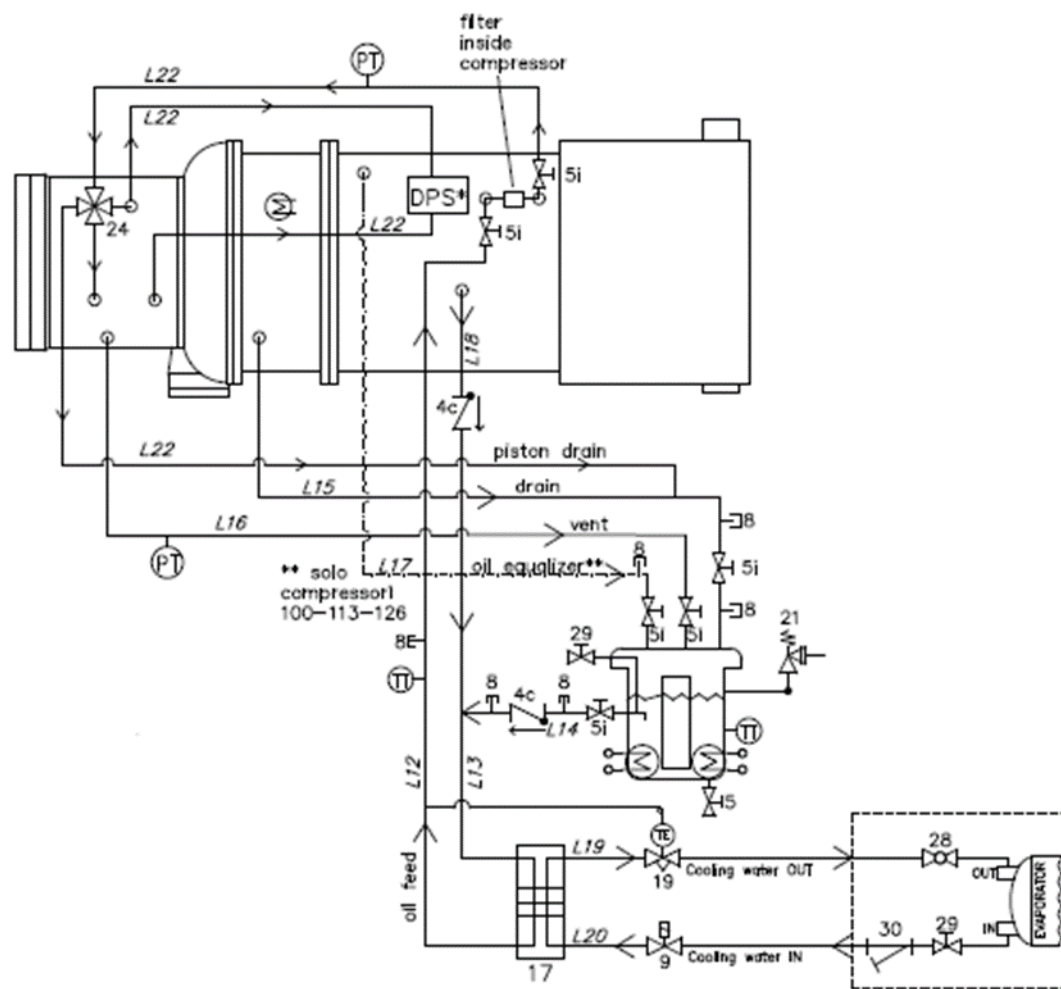 filter
inside
compressor
PT
L22
L22
5i
DPS*
24
L22
5i
L18
4c
L22
piston drain
L15
drain
8
L16
vent
PT
8
** solo
compressor1
100-113-126
L17
oil equalizer**
5i
8
21
5i
5i
29
8
TT
8
4c
8
L14
5i
TT
L12
L13
5
TE
28
L19
19
Cooling water OUT
OUT
EVAPORATOR
oil feed
IN
30
29
L20
9
Cooling water IN
17